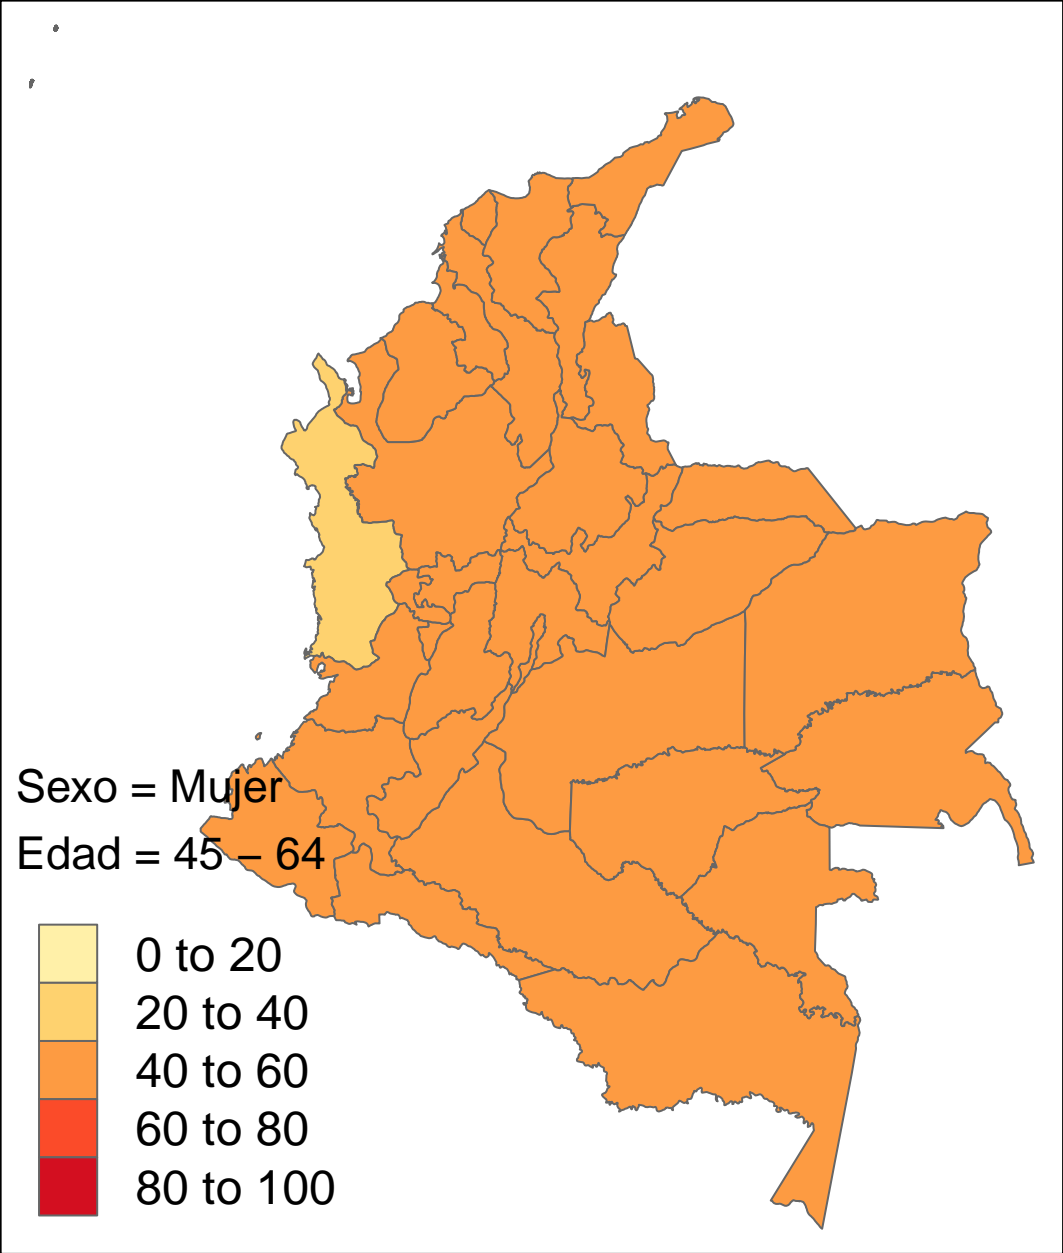 Sexo = Mujer
Edad = 45 – 64
0 to 20
20 to 40
40 to 60
60 to 80
80 to 100